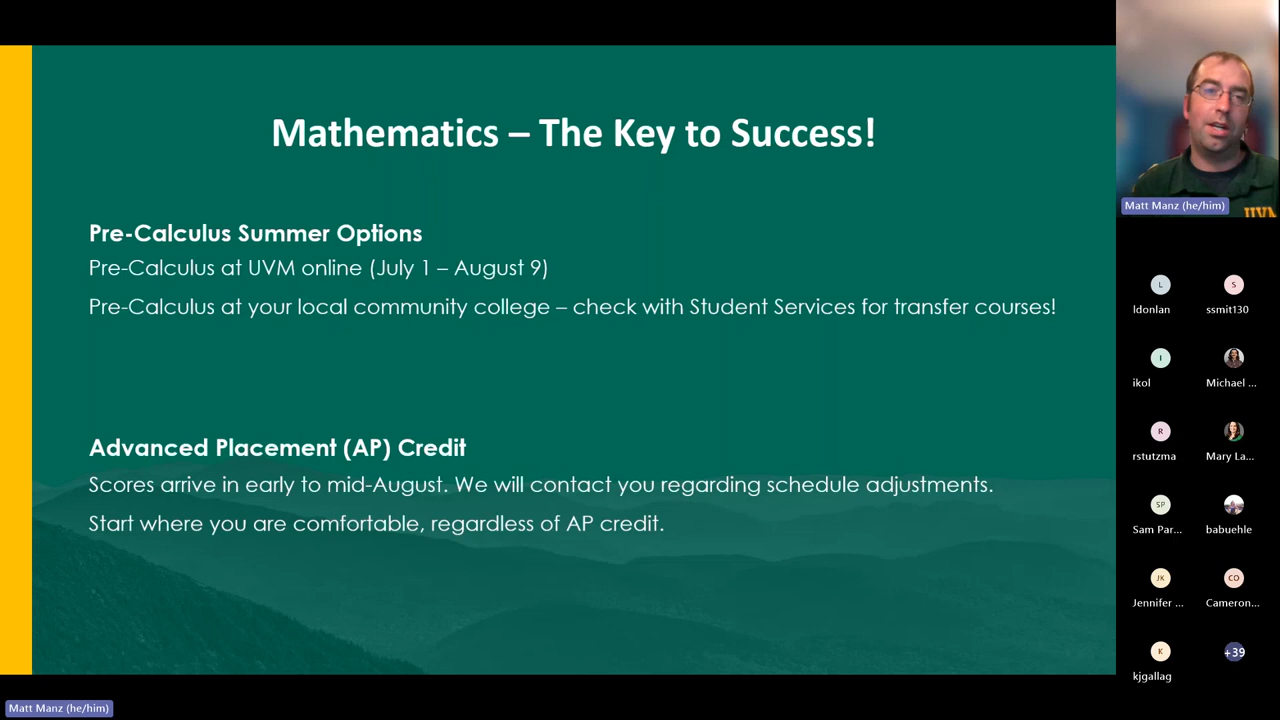 Mathematics – The Key to Success!
Pre-Calculus Summer Options
Pre-Calculus at UVM online (July 1 – August 9)
Pre-Calculus at your local community college – check with Student Services for transfer courses!
Advanced Placement (AP) Credit
Scores arrive in early to mid-August. We will contact you regarding schedule adjustments.
Start where you are comfortable, regardless of AP credit.
Matt Manz (he/him)
UVM
Matt Manz (he/him)
L
S
ldonlan
ssmit130
I
ikol
Michael ...
R
rstutzma
Mary La...
SP
Sam Par...
babuehle
JK
CO
Jennifer ...
Cameron...
K
+39
kjgallag